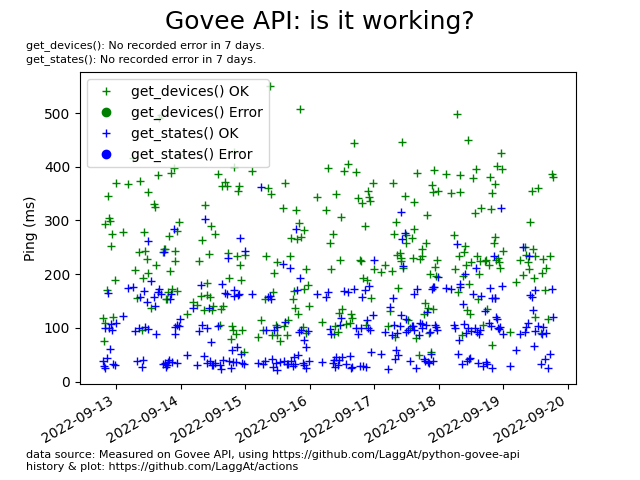 Govee API: is it working?
get_devices(): No recorded error in 7 days.
get_states(): No recorded error in 7 days.
get_devices() OK
get_devices() Error
get_states() OK
get_states() Error
Ping (ms)
500
400
300
200
100
0
2022-09-13
2022-09-14
2022-09-15
2022-09-16
2022-09-17
2022-09-18
2022-09-19
2022-09-20
data source: Measured on Govee API, using https://github.com/LaggAt/python-govee-api
history & plot: https://github.com/LaggAt/actions